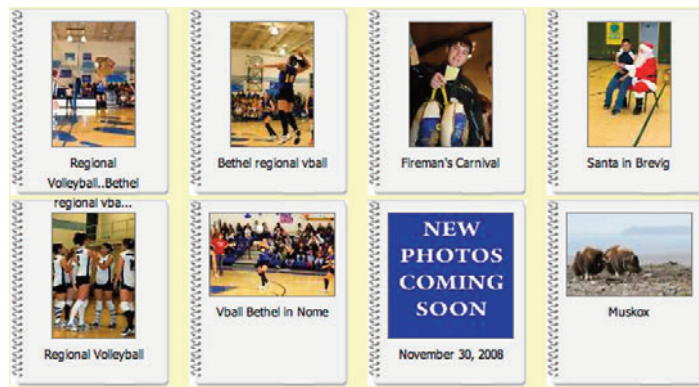 Regional
Volleyball..Bethel
regional vba...
Bethel regional vball
Fireman's Carnival
Santa in Brevig
Regional Volleyball
Vball Bethel in Nome
NEW
PHOTOS
COMING
SOON
November 30, 2008
Muskox